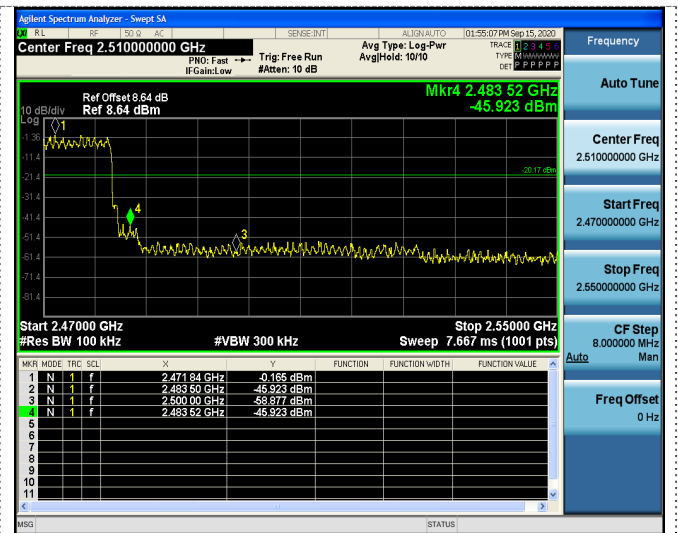 Agilent Spectrum Analyzer - Swept SA
LXI RL RF 50 Ω AC SENSE:INT ALIGN AUTO 01:55:07 PM Sep 15, 2020
Center Freq 2.510000000 GHz
PNO: Fast
IFGain:Low
Trig: Free Run
#Atten: 10 dB
Avg Type: Log-Pwr
Avg|Hold: 10/10
TRACE 1 2 3 4 5 6
TYPE MWWWWW
DET P P P P P P
Ref Offset 8.64 dB
10 dB/div Ref 8.64 dBm
Log
Mkr4 2.483 52 GHz
-45.923 dBm
1
-1.36
-11.4
-20.17 dBm
-21.4
-31.4
4
-41.4
3
-51.4
-61.4
-71.4
-81.4
Start 2.47000 GHz Stop 2.55000 GHz
#Res BW 100 kHz #VBW 300 kHz Sweep 7.667 ms (1001 pts)
MKR MODE TRC SCL X Y FUNCTION FUNCTION WIDTH FUNCTION VALUE
1 N 1 f 2.471 84 GHz -0.165 dBm
2 N 1 f 2.483 50 GHz -45.923 dBm
3 N 1 f 2.500 00 GHz -58.877 dBm
4 N 1 f 2.483 52 GHz -45.923 dBm
5
6
7
8
9
10
11
MSG STATUS
Frequency
Auto Tune
Center Freq
2.510000000 GHz
Start Freq
2.470000000 GHz
Stop Freq
2.550000000 GHz
CF Step
8.000000 MHz
Auto Man
Freq Offset
0 Hz